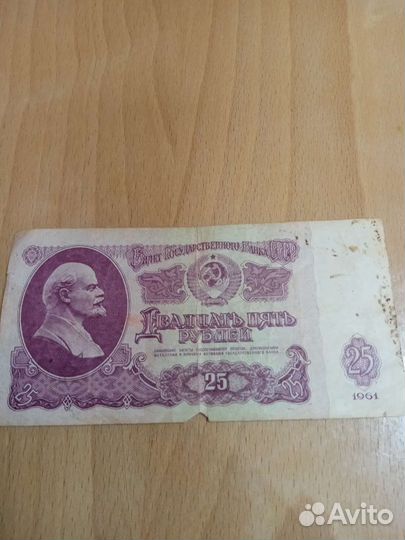 Билет Государственного Банка СССР
Двадцать пять
рублей
25
25
1961
Avito